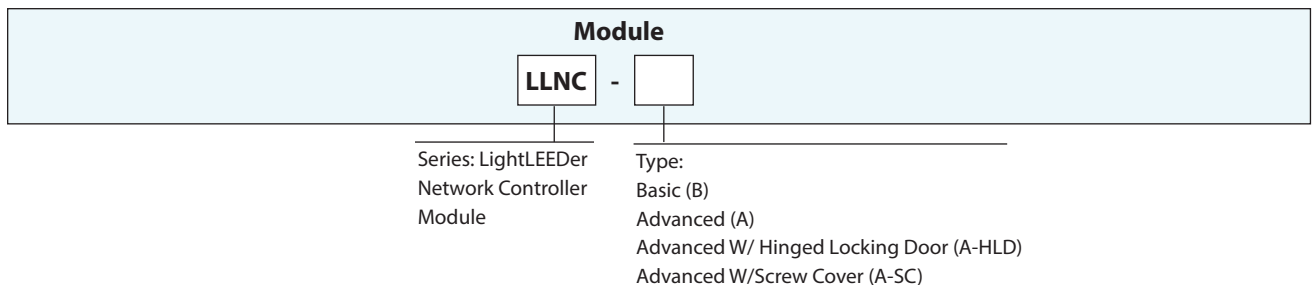 Module
LLNC -
Series: LightLEEDer
Network Controller
Module
Type:
Basic (B)
Advanced (A)
Advanced W/ Hinged Locking Door (A-HLD)
Advanced W/Screw Cover (A-SC)